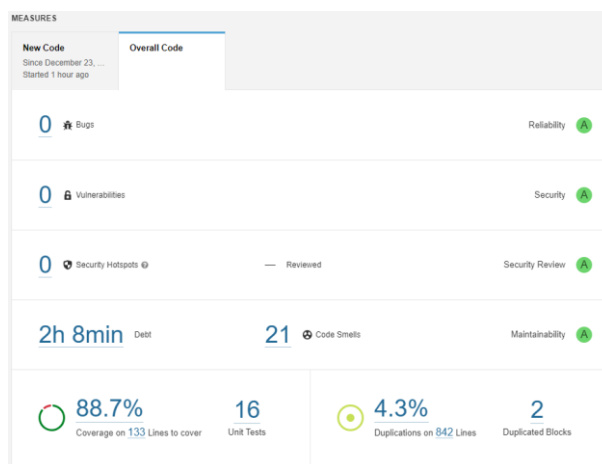 MEASURES
New Code
Since December 23, ...
Started 1 hour ago
Overall Code
0 Bugs Reliability A
0 Vulnerabilities Security A
0 Security Hotspots — Reviewed Security Review A
2h 8min Debt 21 Code Smells Maintainability A
88.7% 16 4.3% 2
Coverage on 133 Lines to cover Unit Tests Duplications on 842 Lines Duplicated Blocks